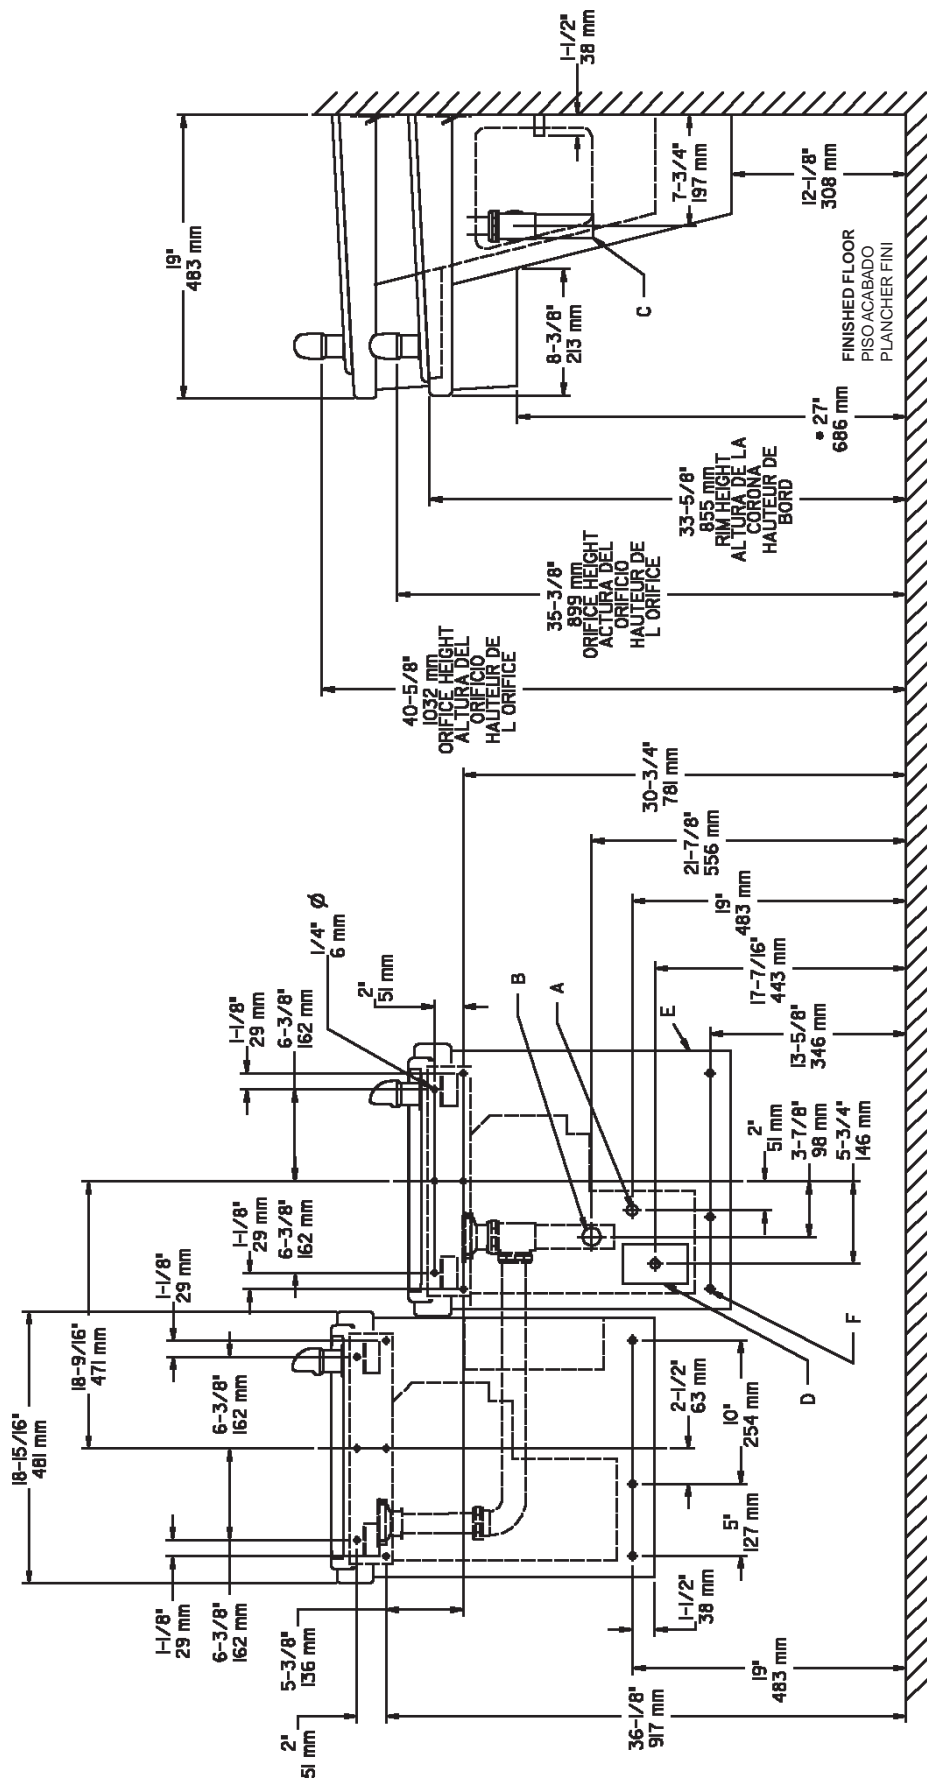 18-15/16"
481 mm
18-9/16"
471 mm
1-1/8"
29 mm
6-3/8"
162 mm
1-1/8"
29 mm
6-3/8"
162 mm
1-1/8"
29 mm
6-3/8"
162 mm
1-1/8"
29 mm
6-3/8"
162 mm
1/4" Ø
6 mm
2"
51 mm
5-3/8"
136 mm
2"
51 mm
B
A
E
D
F
2-1/2"
63 mm
10"
254 mm
5"
127 mm
1-1/2"
38 mm
19"
483 mm
36-1/8"
917 mm
2"
51 mm
3-7/8"
98 mm
5-3/4"
146 mm
13-5/8"
346 mm
17-7/16"
443 mm
19"
483 mm
21-7/8"
556 mm
30-3/4"
781 mm
40-5/8"
1032 mm
ORIFICE HEIGHT
ALTURA DEL
ORIFICIO
HAUTEUR DE
L ORIFICE
35-3/8"
899 mm
ORIFICE HEIGHT
ACTURA DEL
ORIFICIO
HAUTEUR DE
L ORIFICE
33-5/8"
855 mm
RIM HEIGHT
ALTURA DE LA
CORONA
HAUTEUR DE
BORD
* 27"
686 mm
19"
483 mm
8-3/8"
213 mm
C
1-1/2"
38 mm
7-3/4"
197 mm
12-1/8"
308 mm
FINISHED FLOOR
PISO ACABADO
PLANCHER FINI